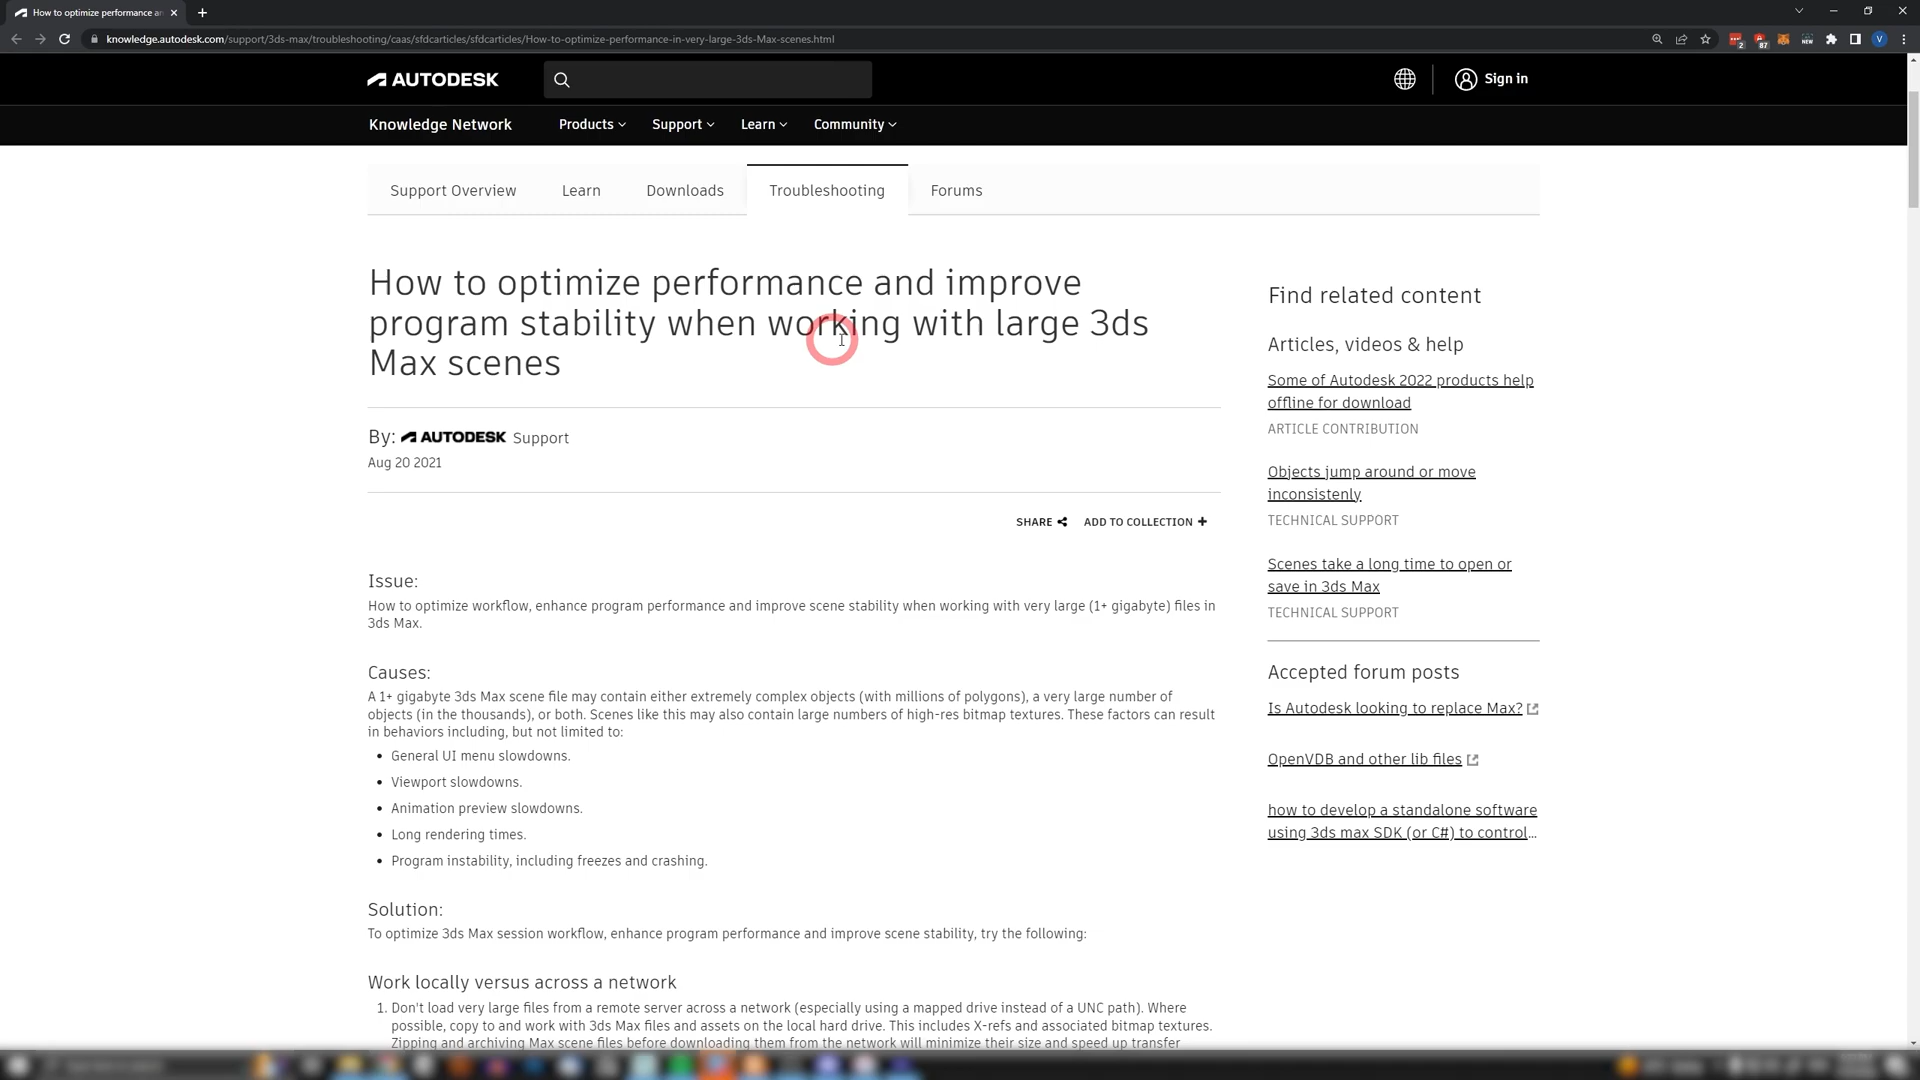 How to optimize performance an
knowledge.autodesk.com/support/3ds-max/troubleshooting/caas/sfdcarticles/sfdcarticles/How-to-optimize-performance-in-very-large-3ds-Max-scenes.html
2
87
NEW
V
AUTODESK
Sign in
Knowledge Network
Products
Support
Learn
Community
Support Overview
Learn
Downloads
Troubleshooting
Forums
How to optimize performance and improve
program stability when working with large 3ds
Max scenes
By: AUTODESK Support
Aug 20 2021
SHARE
ADD TO COLLECTION +
Issue:
How to optimize workflow, enhance program performance and improve scene stability when working with very large (1+ gigabyte) files in
3ds Max.
Causes:
A 1+ gigabyte 3ds Max scene file may contain either extremely complex objects (with millions of polygons), a very large number of
objects (in the thousands), or both. Scenes like this may also contain large numbers of high-res bitmap textures. These factors can result
in behaviors including, but not limited to:
• General UI menu slowdowns.
• Viewport slowdowns.
• Animation preview slowdowns.
• Long rendering times.
• Program instability, including freezes and crashing.
Solution:
To optimize 3ds Max session workflow, enhance program performance and improve scene stability, try the following:
Work locally versus across a network
1. Don't load very large files from a remote server across a network (especially using a mapped drive instead of a UNC path). Where
possible, copy to and work with 3ds Max files and assets on the local hard drive. This includes X-refs and associated bitmap textures.
Zipping and archiving Max scene files before downloading them from the network will minimize their size and speed up transfer
Find related content
Articles, videos & help
Some of Autodesk 2022 products help
offline for download
ARTICLE CONTRIBUTION
Objects jump around or move
inconsistenly
TECHNICAL SUPPORT
Scenes take a long time to open or
save in 3ds Max
TECHNICAL SUPPORT
Accepted forum posts
Is Autodesk looking to replace Max?
OpenVDB and other lib files
how to develop a standalone software
using 3ds max SDK (or C#) to control...